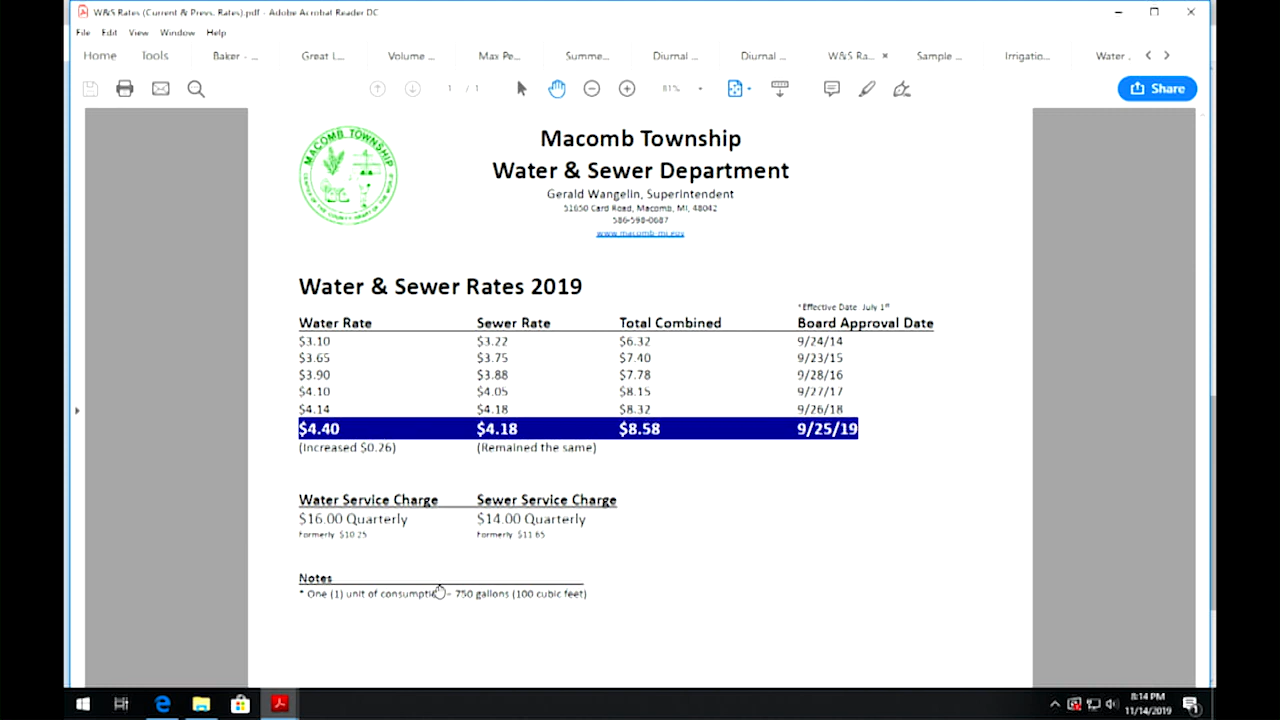 W&S Rates (Current & Prevs. Rates).pdf - Adobe Acrobat Reader DC
File Edit View Window Help
Home Tools Baker - ... Great L... Volume ... Max Pe... Summe... Diurnal ... Diurnal ... W&S Ra... × Sample ... Irrigatio... Water .
1 / 1 81% Share
MACOMB TOWNSHIP
Macomb Township
Water & Sewer Department
Gerald Wangelin, Superintendent
51650 Card Road, Macomb, MI, 48042
586-598-0687
www.macomb-mi.gov
Water & Sewer Rates 2019
*Effective Date July 1st
Water Rate Sewer Rate Total Combined Board Approval Date
$3.10 $3.22 $6.32 9/24/14
$3.65 $3.75 $7.40 9/23/15
$3.90 $3.88 $7.78 9/28/16
$4.10 $4.05 $8.15 9/27/17
$4.14 $4.18 $8.32 9/26/18
$4.40 $4.18 $8.58 9/25/19
(Increased $0.26) (Remained the same)
Water Service Charge Sewer Service Charge
$16.00 Quarterly $14.00 Quarterly
Formerly $10.25 Formerly $11.65
Notes
* One (1) unit of consumpti – 750 gallons (100 cubic feet)
8:14 PM
11/14/2019